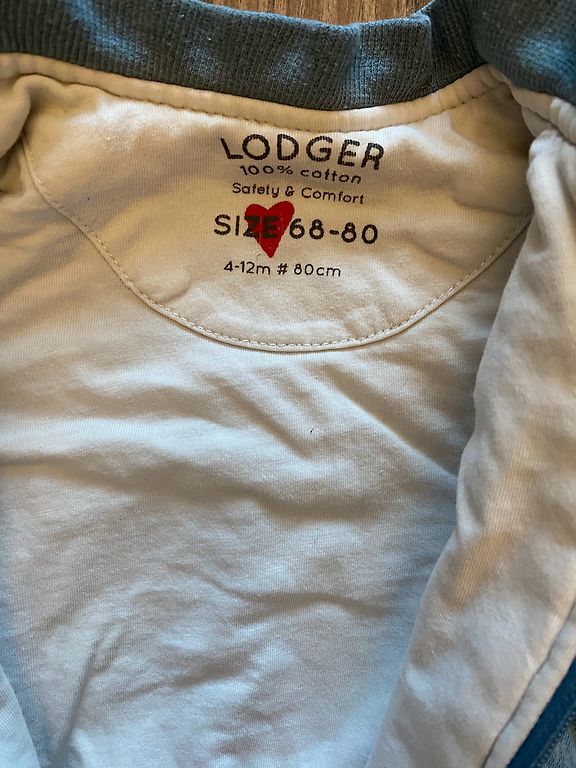 LODGER
100% cotton
Safety & Comfort
SIZE 68-80
4-12m # 80cm